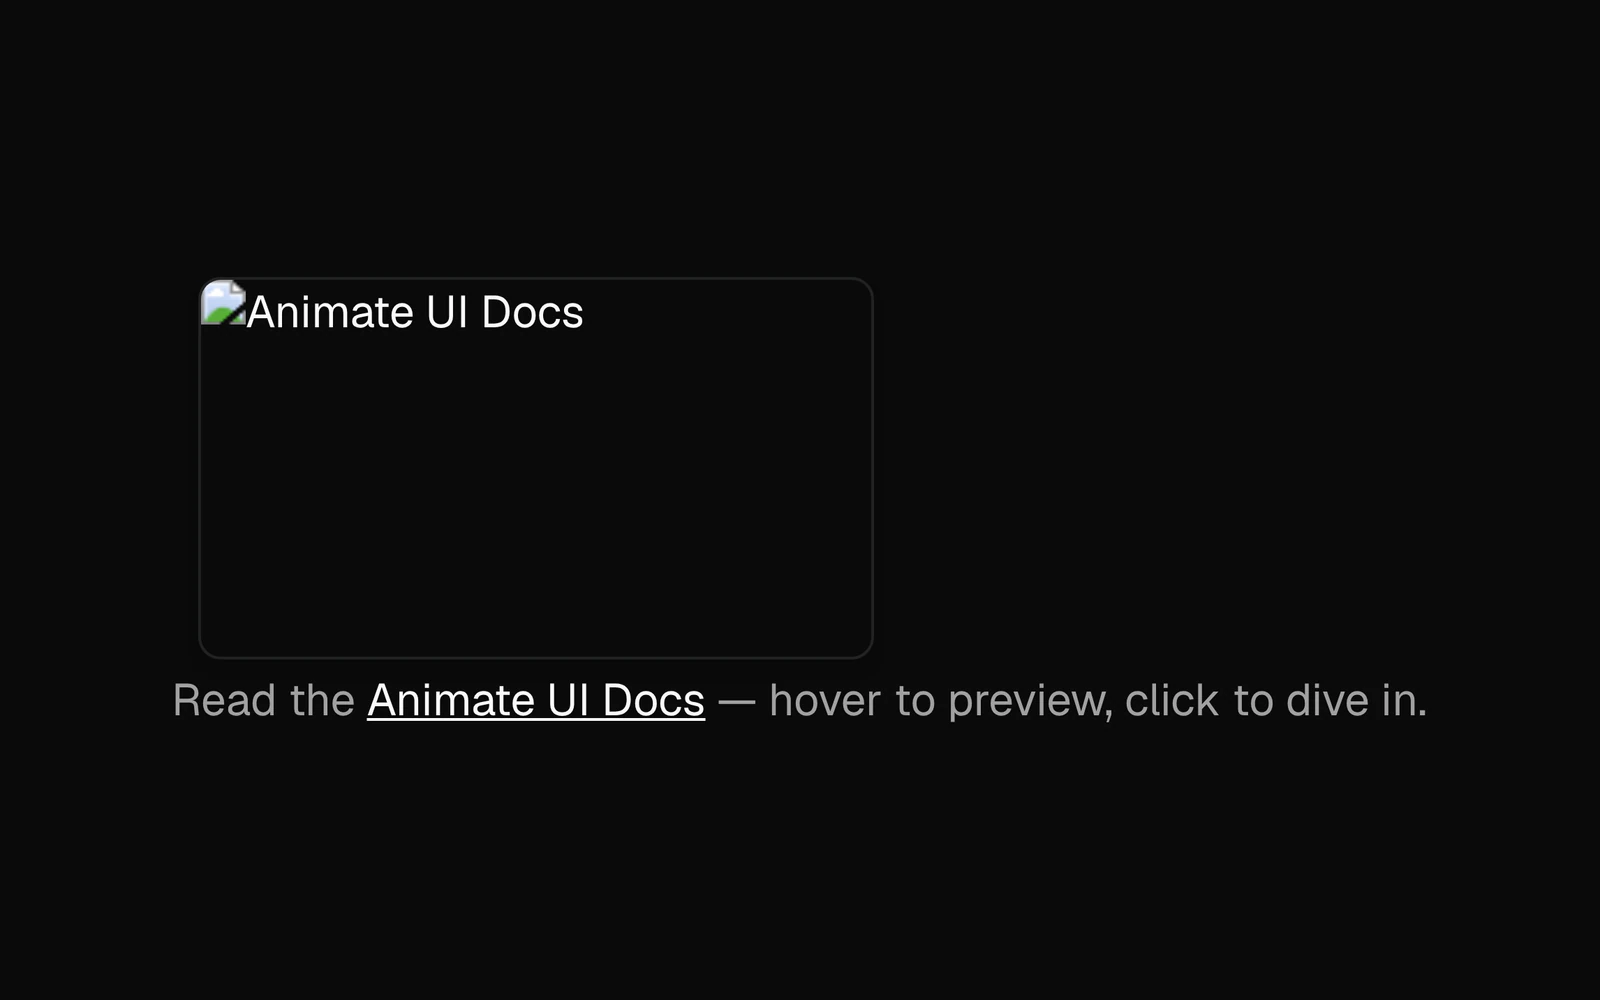 Animate UI Docs
Read the Animate UI Docs — hover to preview, click to dive in.